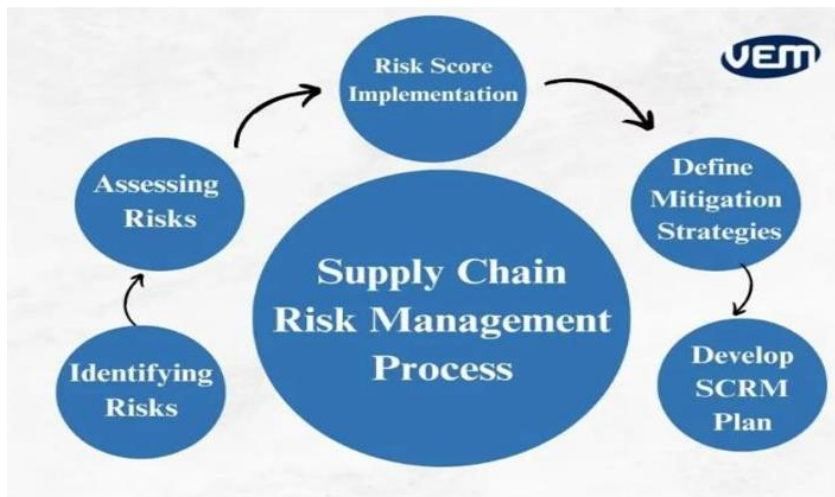 VEM
Risk Score
Implementation
Assessing
Risks
Define
Mitigation
Strategies
Supply Chain
Risk Management
Process
Identifying
Risks
Develop
SCRM
Plan